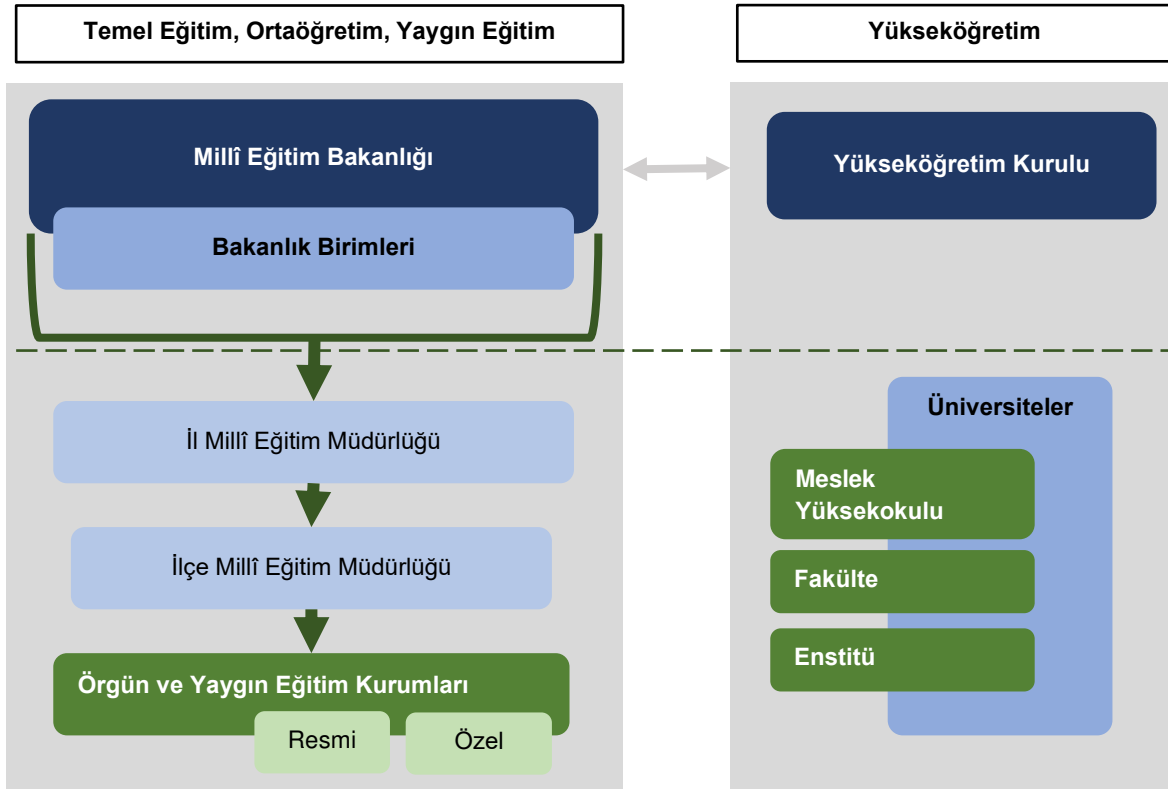 Temel Eğitim, Ortaöğretim, Yaygın Eğitim
Millî Eğitim Bakanlığı
Bakanlık Birimleri
İl Millî Eğitim Müdürlüğü
İlçe Millî Eğitim Müdürlüğü
Örgün ve Yaygın Eğitim Kurumları
Resmi
Özel
Yükseköğretim
Yükseköğretim Kurulu
Üniversiteler
Meslek
Yüksekokulu
Fakülte
Enstitü